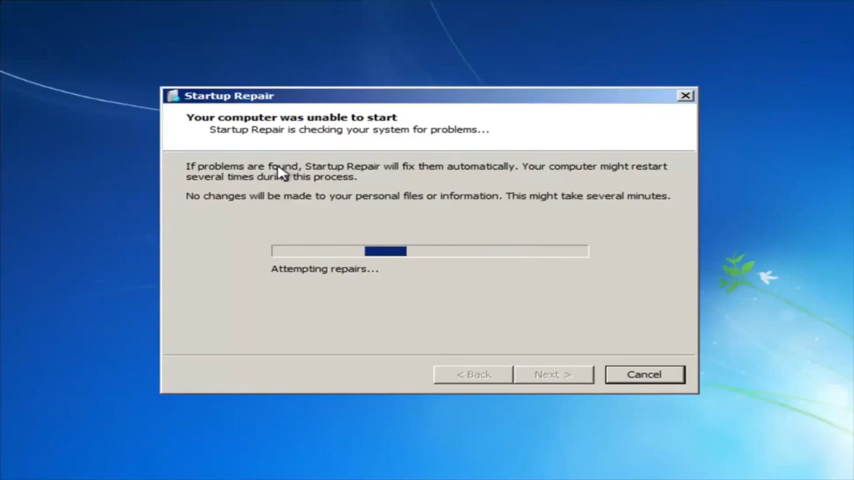 Startup Repair
Your computer was unable to start
Startup Repair is checking your system for problems...
If problems are found, Startup Repair will fix them automatically. Your computer might restart
several times during this process.
No changes will be made to your personal files or information. This might take several minutes.
Attempting repairs...
< Back
Next >
Cancel